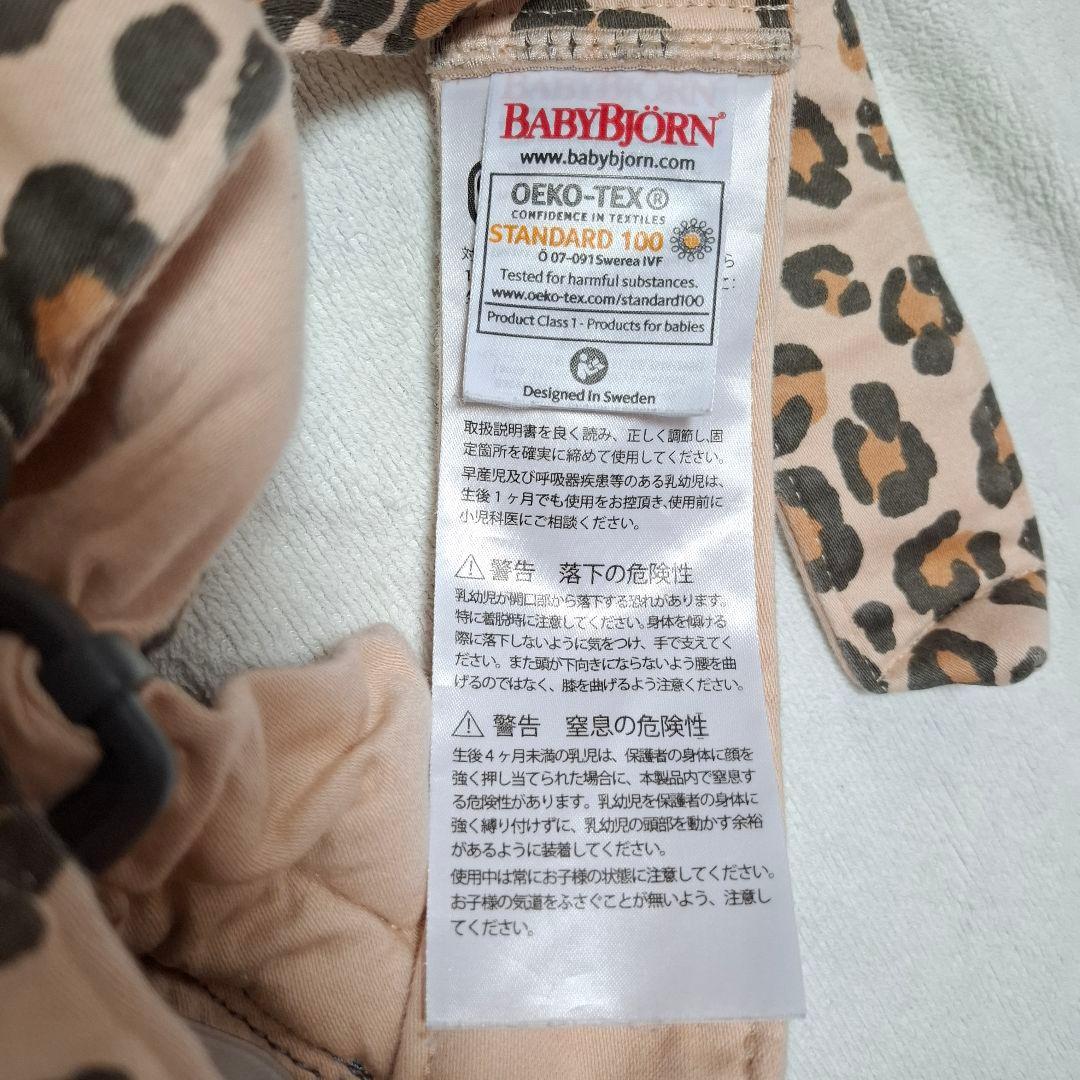 BABYBJÖRN®
www.babybjorn.com
OEKO-TEX®
CONFIDENCE IN TEXTILES
STANDARD 100
Ö 07-091 Swerea IVF
Tested for harmful substances.
www.oeko-tex.com/standard100
Product Class 1 - Products for babies
Designed in Sweden
取扱説明書を良く読み、正しく調節し、固
定箇所を確実に締めて使用してください。
早産児及び呼吸器疾患等のある乳幼児は、
生後1ヶ月でも使用をお控頂き、使用前に
小児科医にご相談ください。
⚠警告 落下の危険性
乳幼児が開口部から落下する恐れがあります。
特に着脱時に注意してください。身体を傾ける
際に落下しないように気をつけ、手で支えてく
ださい。また頭が下向きにならないよう腰を曲
げるのではなく、膝を曲げるよう注意ください。
⚠警告 窒息の危険性
生後4ヶ月未満の乳児は、保護者の身体に顔を
強く押し当てられた場合に、本製品内で窒息す
る危険性があります。乳幼児を保護者の身体に
強く縛り付けずに、乳幼児の頭部を動かす余裕
があるように装着してください。
使用中は常にお子様の状態に注意してください。
お子様の気道をふさぐことが無いよう、注意し
てください。